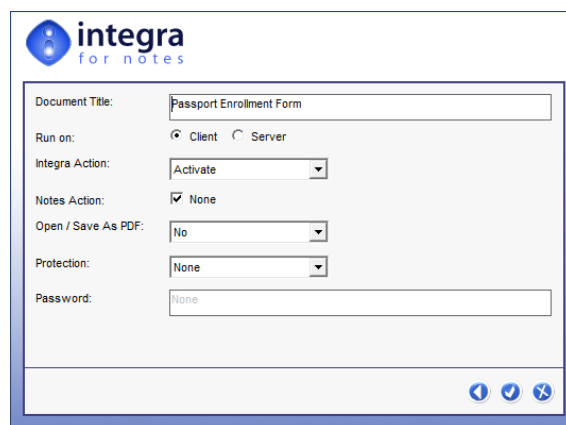 integra
for notes
Document Title: Passport Enrollment Form
Run on: Client Server
Integra Action: Activate
Notes Action: None
Open / Save As PDF: No
Protection: None
Password: None